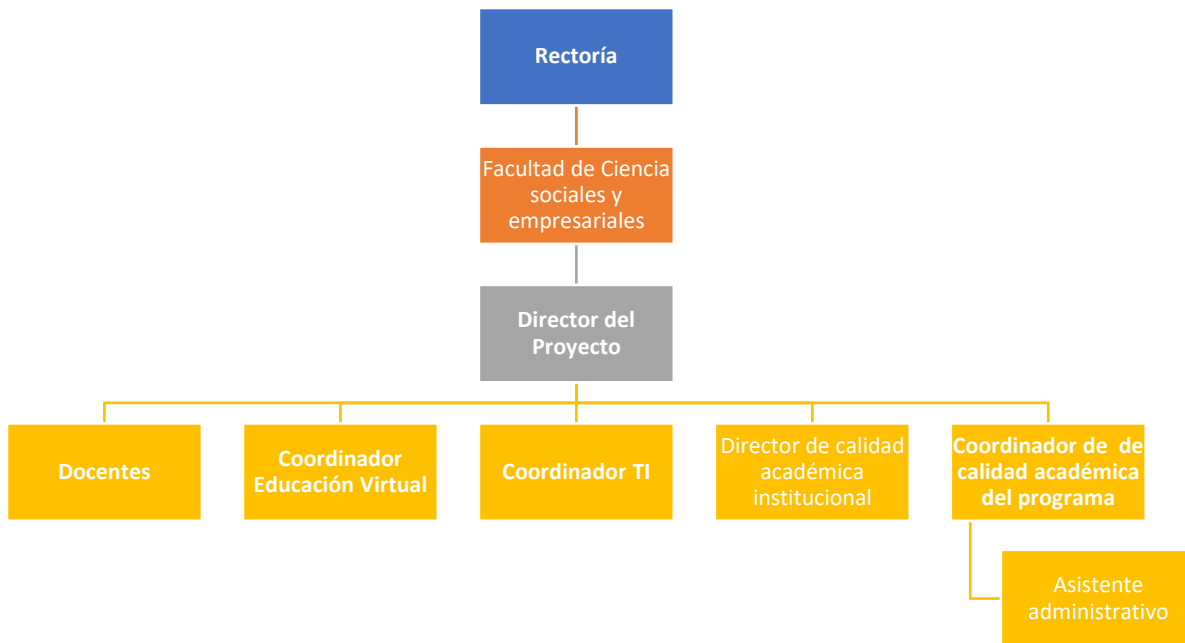 Rectoría
Facultad de Ciencia
sociales y
empresariales
Director del
Proyecto
Docentes
Coordinador
Educación Virtual
Coordinador TI
Director de calidad
académica
institucional
Coordinador de  de
calidad académica
del programa
Asistente
administrativo